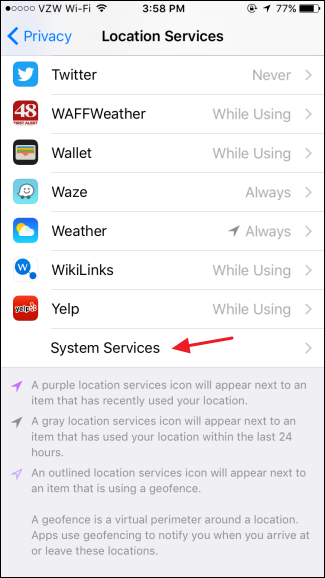 VZW Wi-Fi 3:58 PM 77%
Privacy Location Services
Twitter Never
48 FIRST ALERT WAFFWeather While Using
Wallet While Using
Waze Always
Weather Always
W WikiLinks While Using
yelp Yelp While Using
System Services
A purple location services icon will appear next to an
item that has recently used your location.
A gray location services icon will appear next to an
item that has used your location within the last 24
hours.
An outlined location services icon will appear next to
an item that is using a geofence.
A geofence is a virtual perimeter around a location.
Apps use geofencing to notify you when you arrive at
or leave these locations.